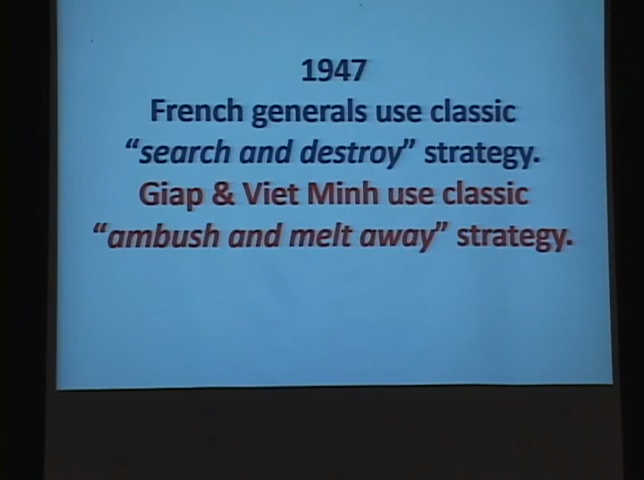 1947
French generals use classic
“search and destroy” strategy.
Giap & Viet Minh use classic
“ambush and melt away” strategy.